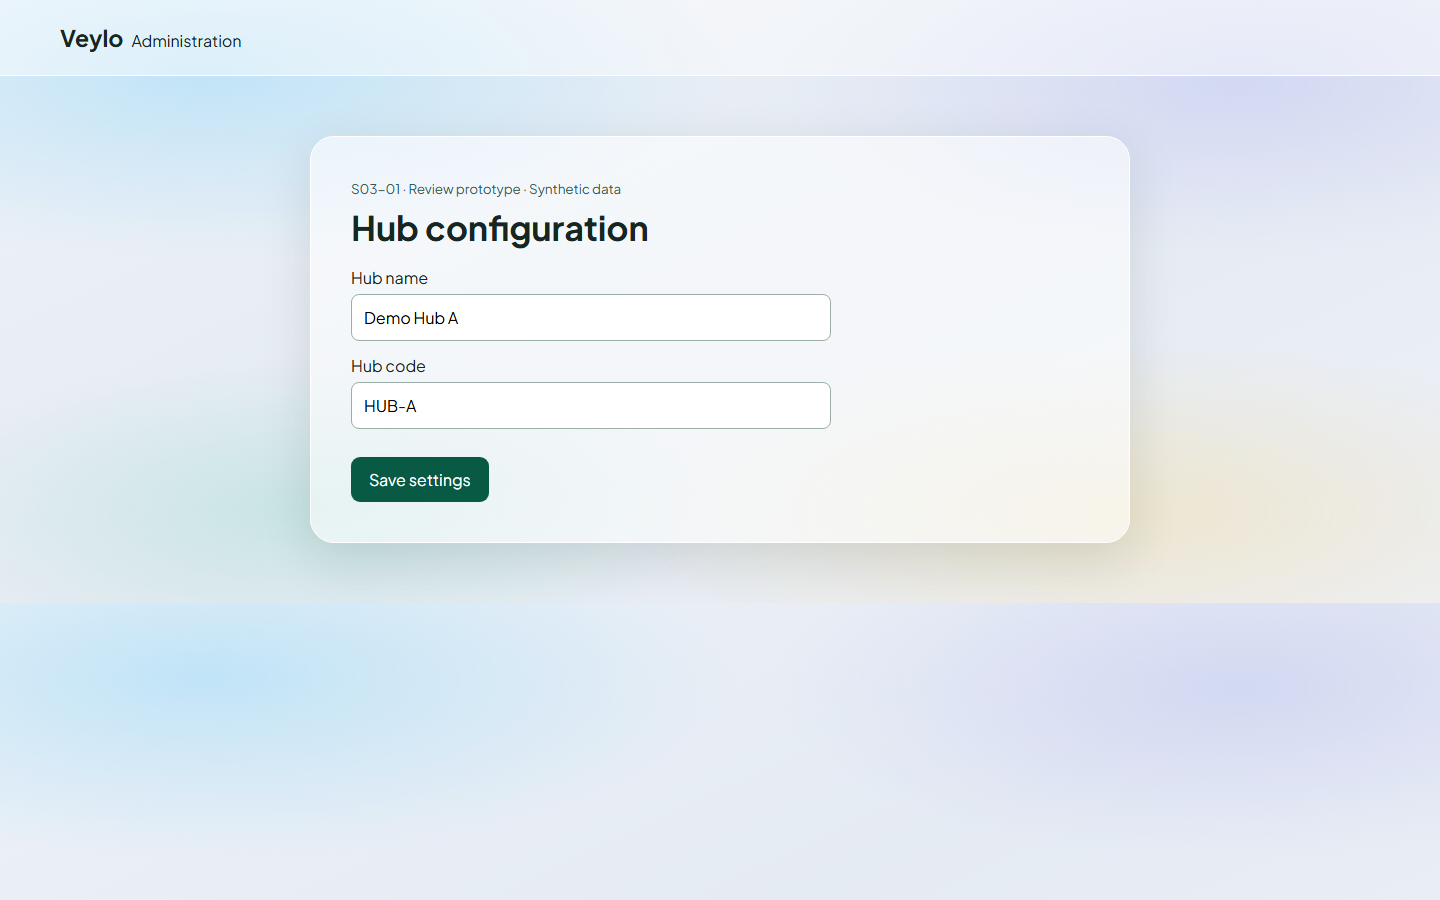 Veylo Administration
S03-01 · Review prototype · Synthetic data
Hub configuration
Hub name
Demo Hub A
Hub code
HUB-A
Save settings